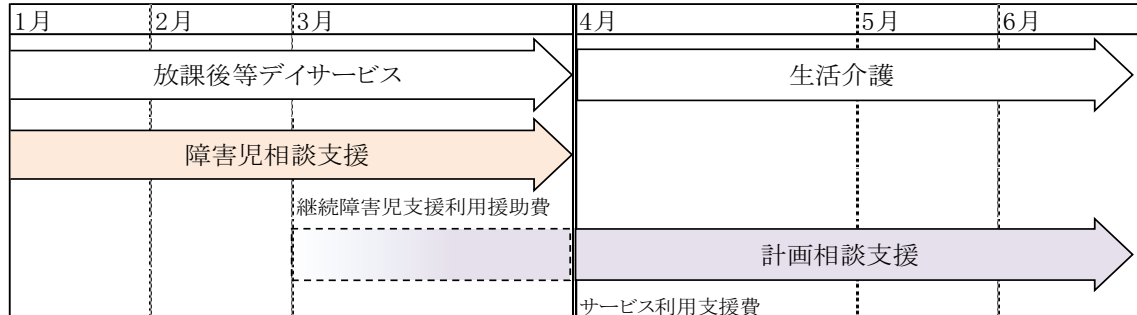 1月 2月 3月 4月 5月 6月
放課後等デイサービス 生活介護
障害児相談支援
継続障害児支援利用援助費
計画相談支援
サービス利用支援費